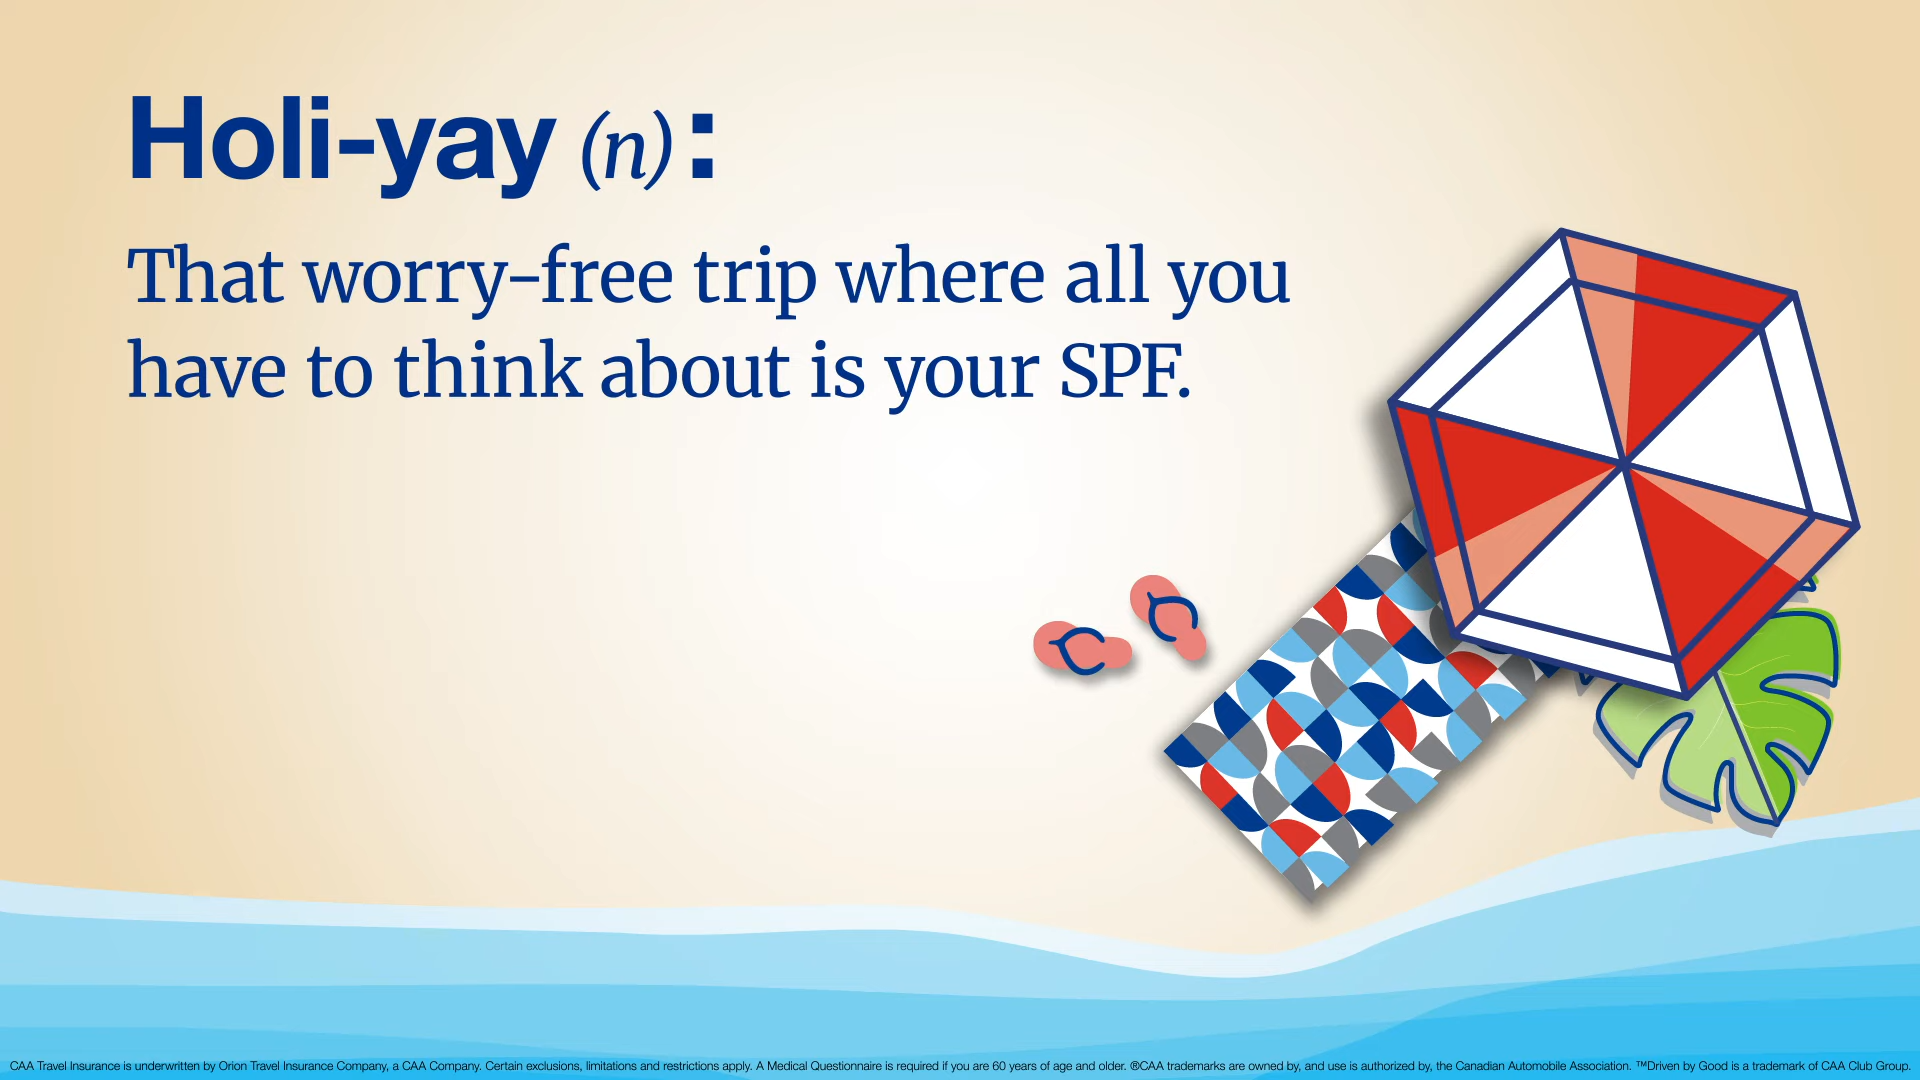 Holi-yay (n):
That worry-free trip where all you
have to think about is your SPF.
CAA Travel Insurance is underwritten by Orion Travel Insurance Company, a CAA Company. Certain exclusions, limitations and restrictions apply. A Medical Questionnaire is required if you are 60 years of age and older. ®CAA trademarks are owned by, and use is authorized by, the Canadian Automobile Association. ™Driven by Good is a trademark of CAA Club Group.